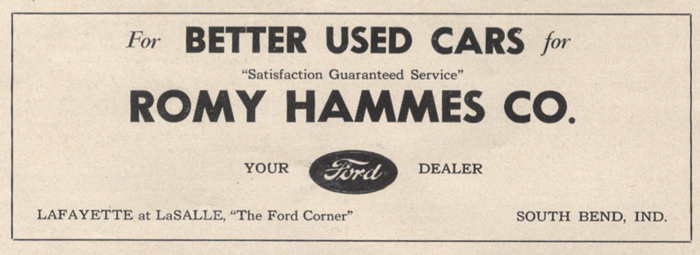 For BETTER USED CARS for
"Satisfaction Guaranteed Service"
ROMY HAMMES CO.
YOUR Ford DEALER
LAFAYETTE at LaSALLE, "The Ford Corner" SOUTH BEND, IND.